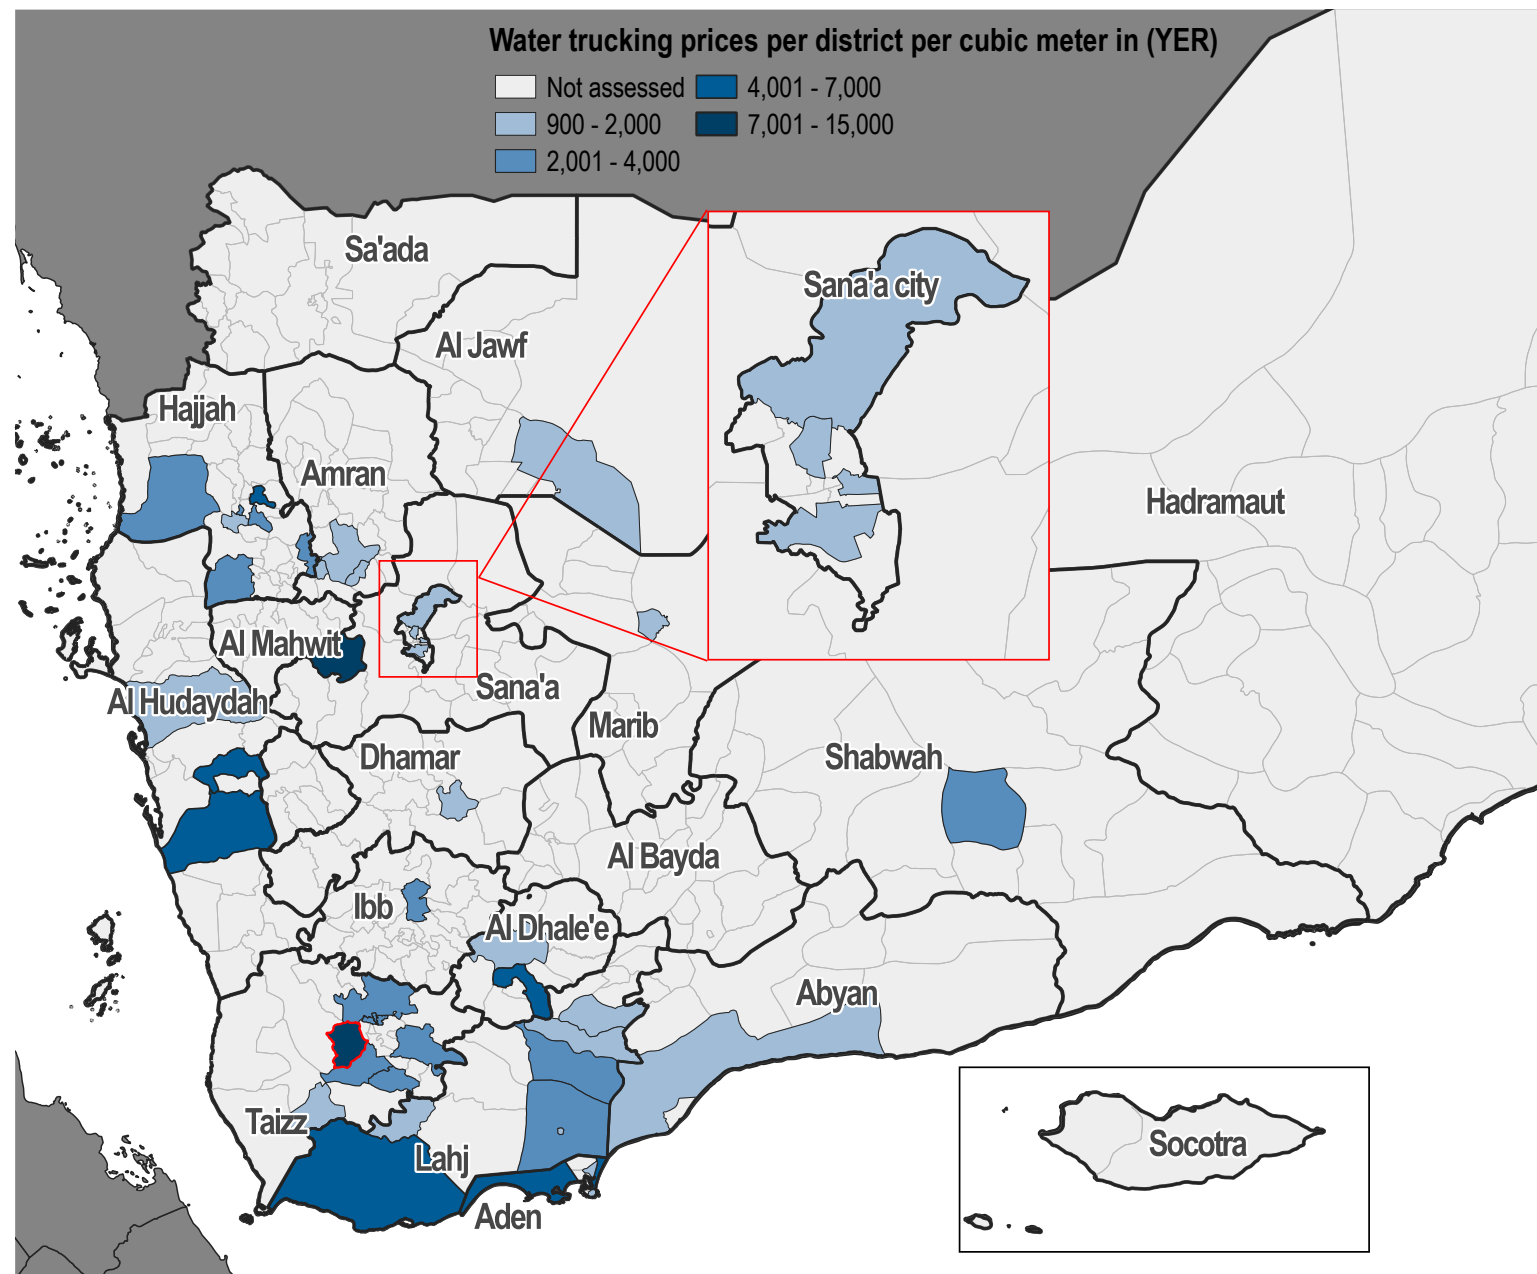 Water trucking prices per district per cubic meter in (YER)
Not assessed
4,001 - 7,000
900 - 2,000
7,001 - 15,000
2,001 - 4,000
Sa'ada
Sana'a city
Al Jawf
Hajjah
Amran
Hadramaut
Al Mahwit
Sana'a
Al Hudaydah
Marib
Dhamar
Shabwah
Al Bayda
Ibb
Al Dhale'e
Abyan
Taizz
Lahj
Socotra
Aden